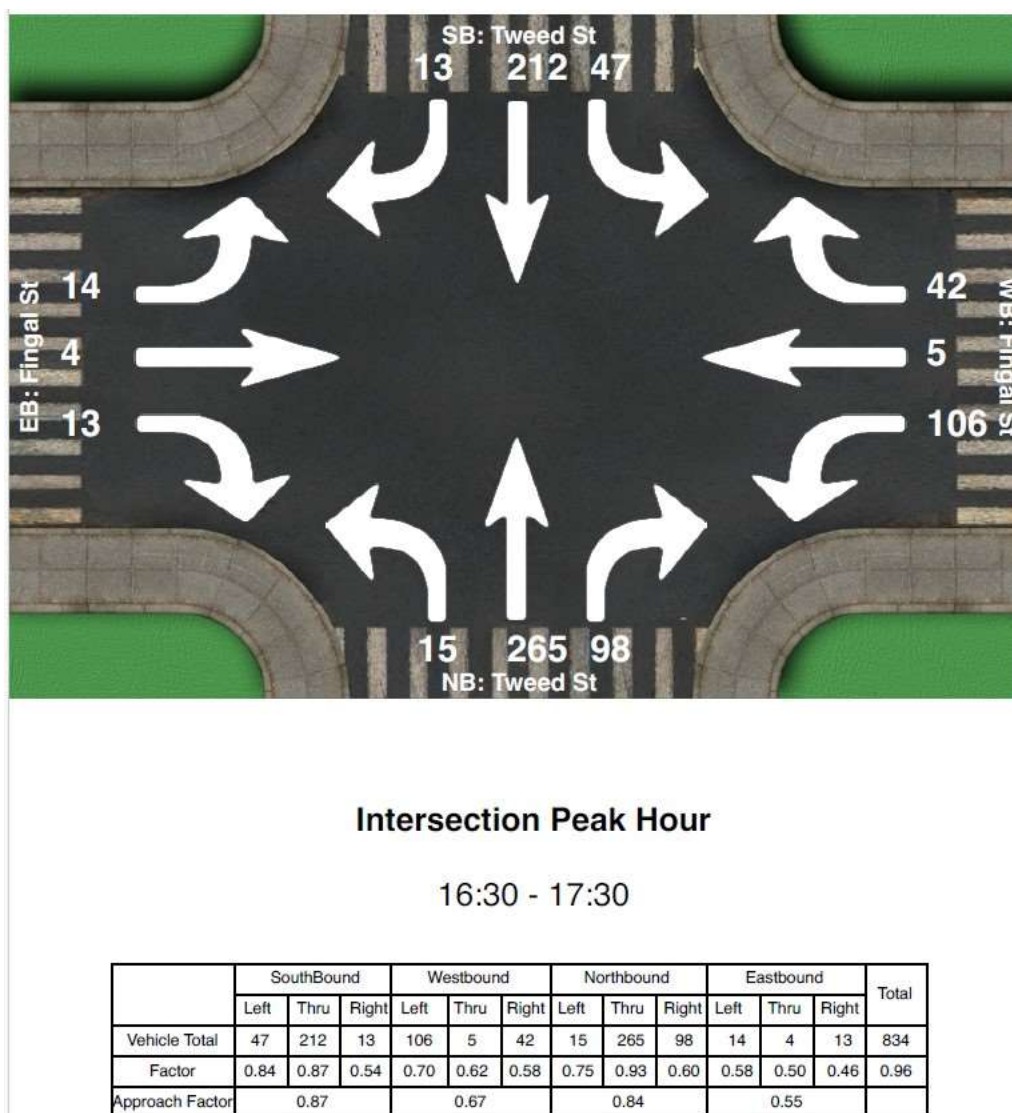 SB: Tweed St
13 212 47
14
42
EB: Fingal St
WB: Fingal St
4
5
13
106
15 265 98
NB: Tweed St
Intersection Peak Hour
16:30 - 17:30
SouthBound Westbound Northbound Eastbound Total
Left Thru Right Left Thru Right Left Thru Right Left Thru Right
Vehicle Total 47 212 13 106 5 42 15 265 98 14 4 13 834
Factor 0.84 0.87 0.54 0.70 0.62 0.58 0.75 0.93 0.60 0.58 0.50 0.46 0.96
Approach Factor 0.87 0.67 0.84 0.55